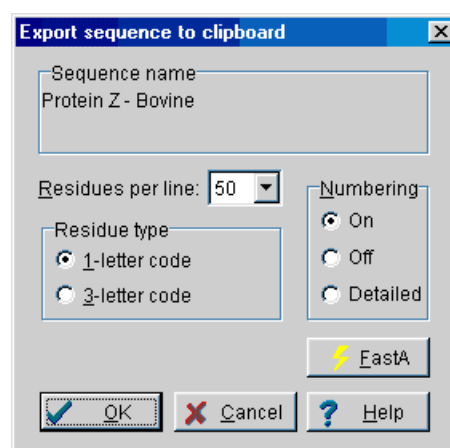 Export sequence to clipboard
Sequence name
Protein Z - Bovine
Residues per line: 50
Numbering
On
Off
Detailed
Residue type
1-letter code
3-letter code
FastA
OK Cancel Help